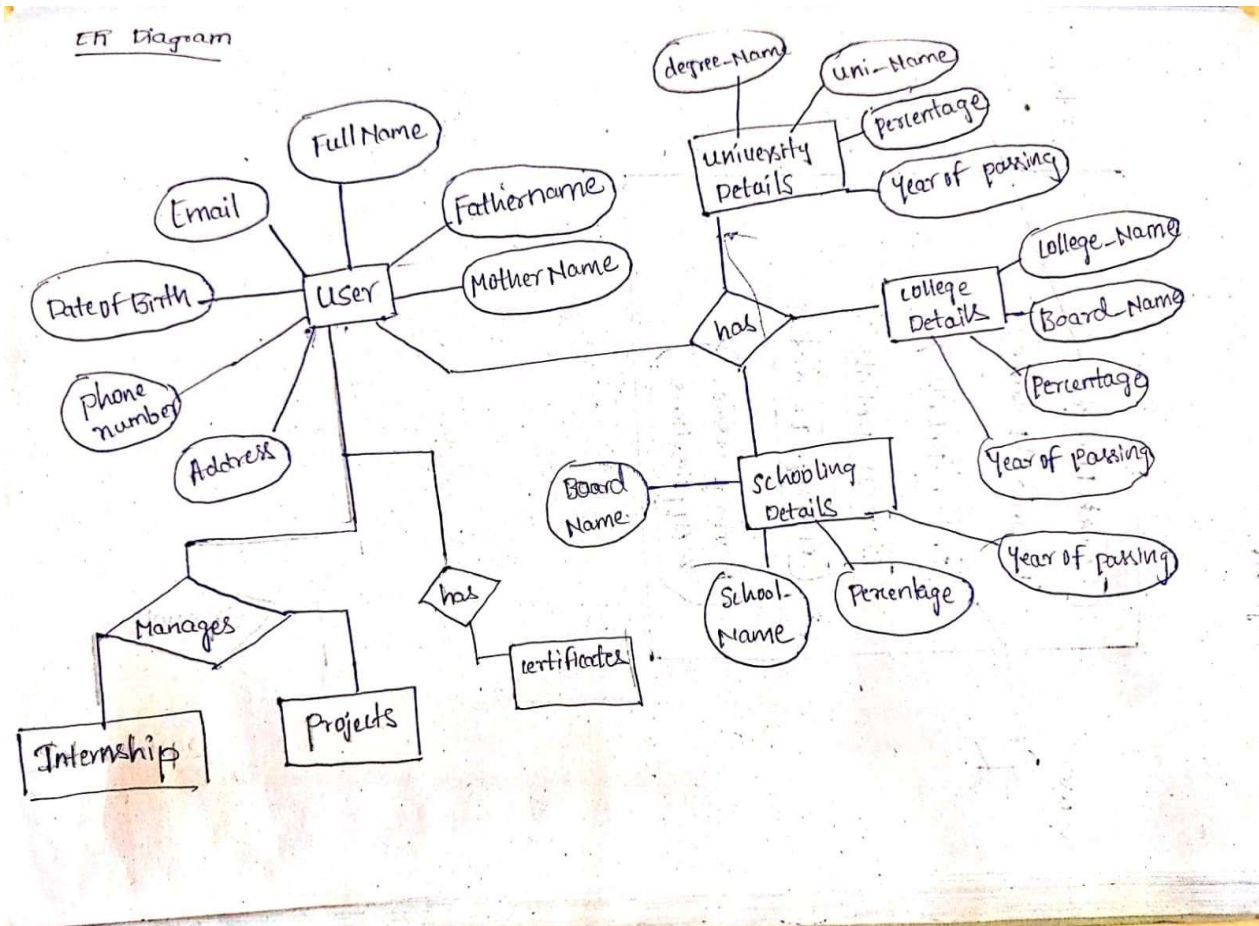 ER Diagram
degree-Name
uni-Name
Percentage
Year of passing
university
Details
FullName
Email
Fathername
Mother Name
Date of Birth
User
phone
number
Address
has
college
Details
College-Name
Board-Name
Percentage
Year of Passing
Schooling
Details
Board
Name
School-
Name
Percentage
Year of passing
Manages
has
certificates
Internship
Projects